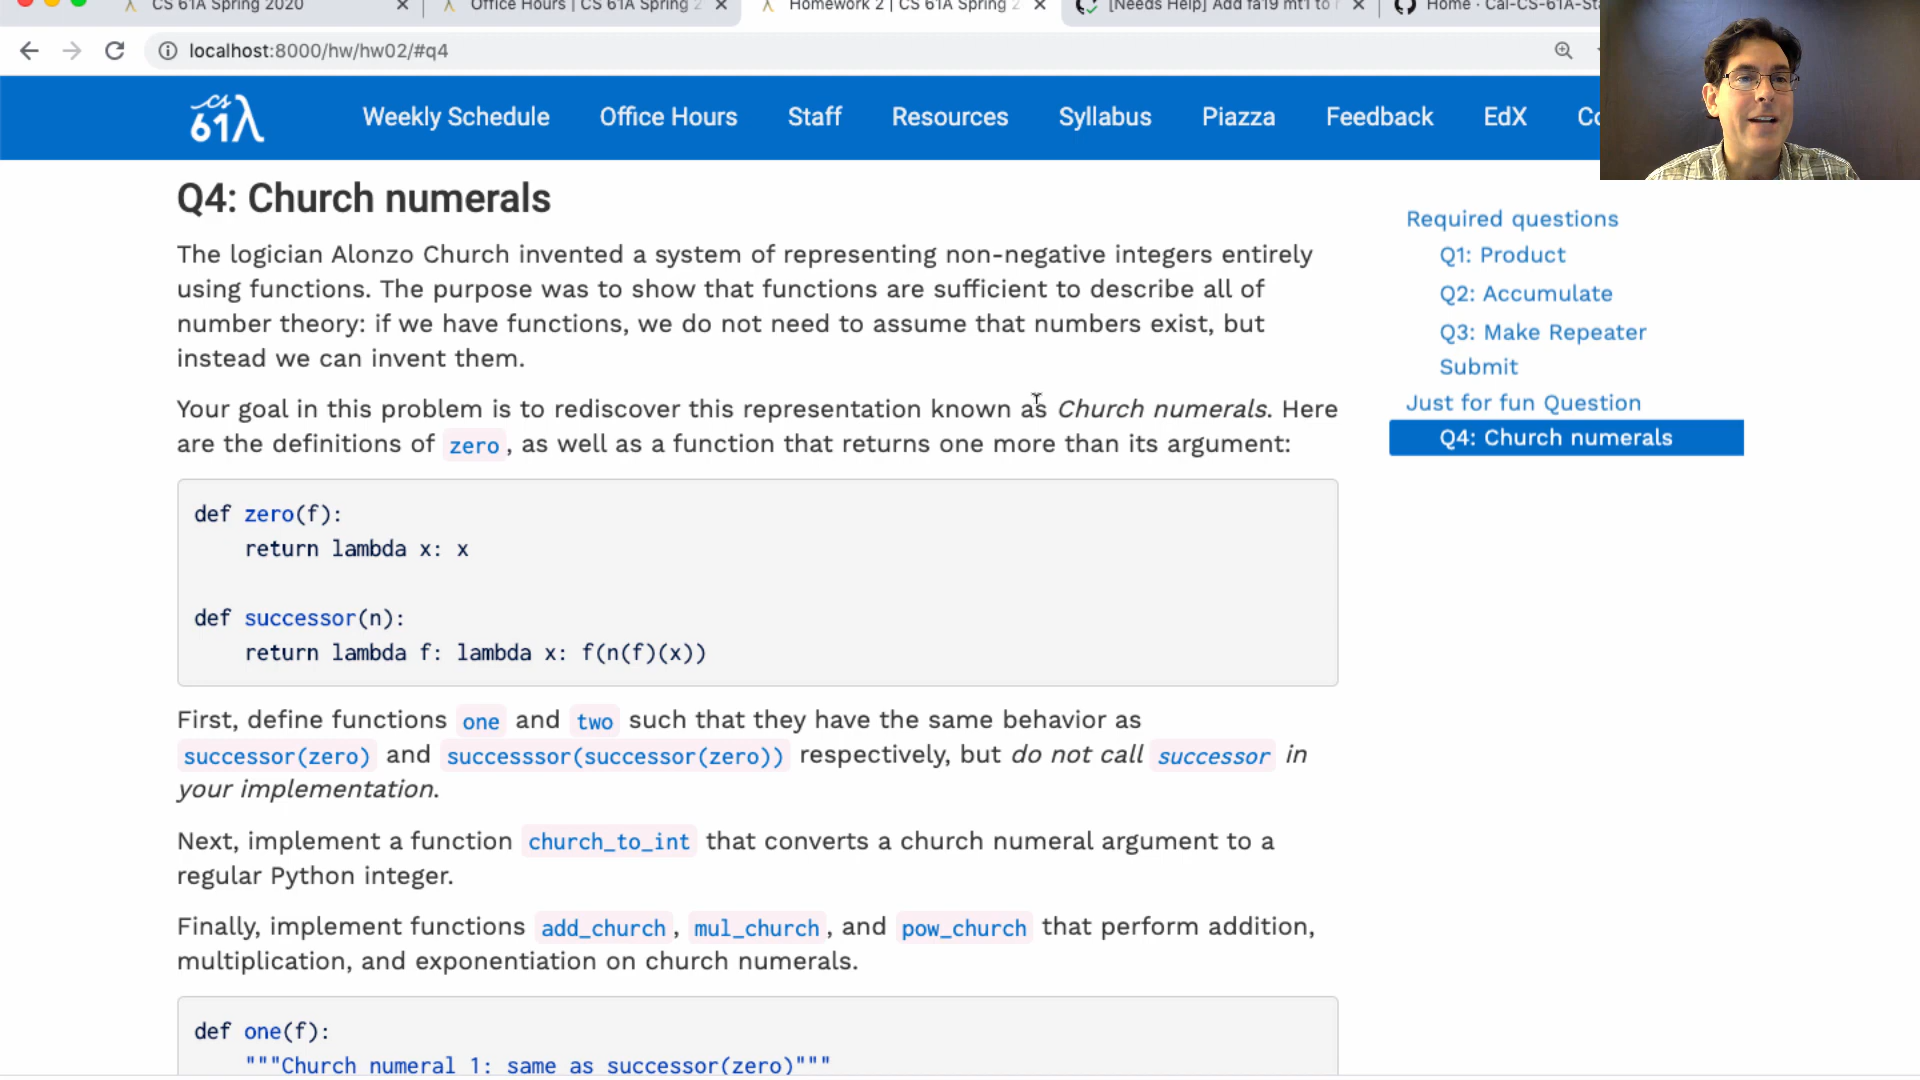 CS 61A Spring 2020
Office Hours | CS 61A Spring 2
Homework 2 | CS 61A Spring 2
[Needs Help] Add fa19 mt1 to
Home · Cal-CS-61A-Sta
localhost:8000/hw/hw02/#q4
CS 61A
Weekly Schedule Office Hours Staff Resources Syllabus Piazza Feedback EdX
Q4: Church numerals
The logician Alonzo Church invented a system of representing non-negative integers entirely
using functions. The purpose was to show that functions are sufficient to describe all of
number theory: if we have functions, we do not need to assume that numbers exist, but
instead we can invent them.
Your goal in this problem is to rediscover this representation known as Church numerals. Here
are the definitions of zero , as well as a function that returns one more than its argument:
def zero(f):
return lambda x: x
def successor(n):
return lambda f: lambda x: f(n(f)(x))
First, define functions one and two such that they have the same behavior as
successor(zero) and successsor(successor(zero)) respectively, but do not call successor in
your implementation.
Next, implement a function church_to_int that converts a church numeral argument to a
regular Python integer.
Finally, implement functions add_church , mul_church , and pow_church that perform addition,
multiplication, and exponentiation on church numerals.
def one(f):
"""Church numeral 1: same as successor(zero)"""
Required questions
Q1: Product
Q2: Accumulate
Q3: Make Repeater
Submit
Just for fun Question
Q4: Church numerals